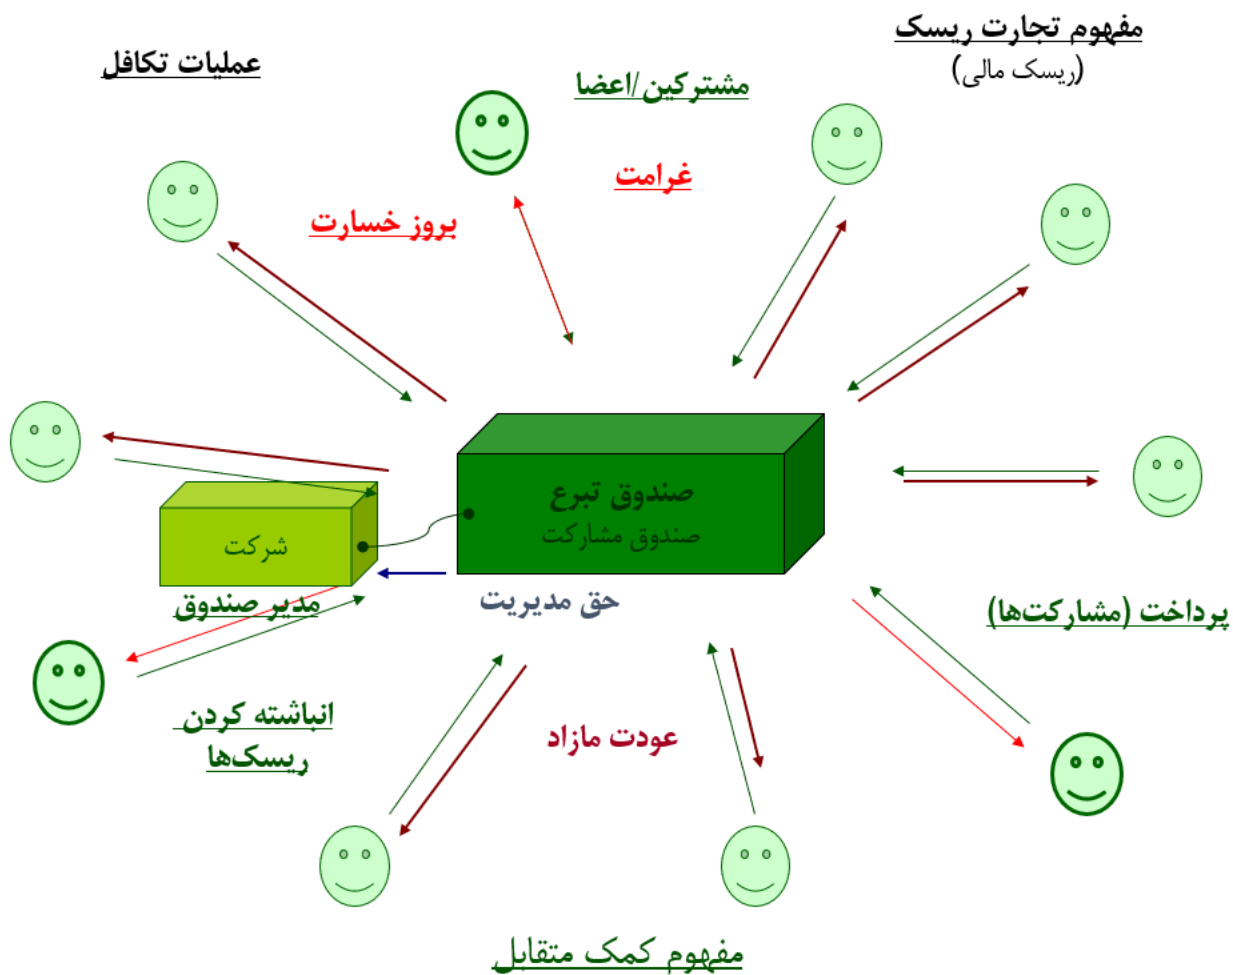 مفهوم تجارت ریسک
(ریسک مالی)
عملیات تکافل
مشترکین/اعضا
غرامت
بروز خسارت
صندوق تبرع
صندوق مشارکت
شرکت
مدیر صندوق
حق مدیریت
پرداخت (مشارکت‌ها)
انباشته کردن
ریسک‌ها
عودت مازاد
مفهوم کمک متقابل